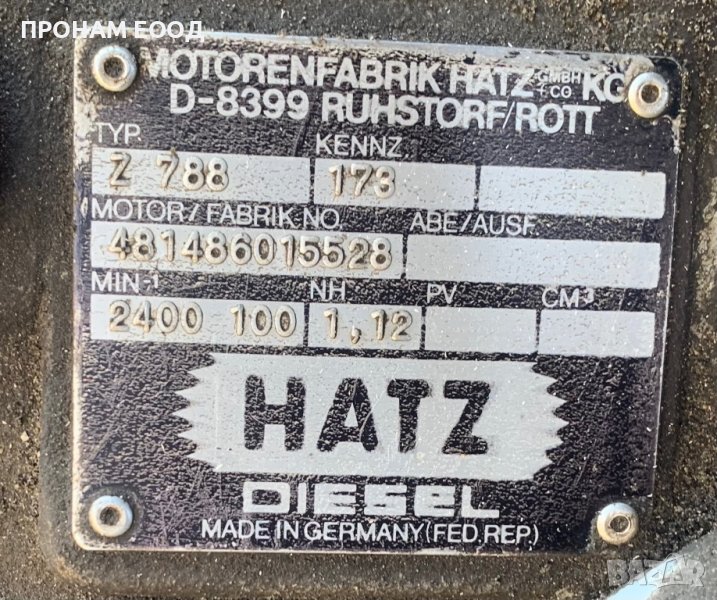 ПРОНАМ ЕООД
MOTORENFABRIK HATZ GMBH + CO KG
D-8399 RUHSTORF/ROTT
TYP. KENNZ
Z 788 173
MOTOR/FABRIK-NO. ABE/AUSF.
481486015528
MIN-1 NH PV CM3
2400 100 1,12
HATZ
DIESEL
MADE IN GERMANY (FED. REP.)
BAZAR